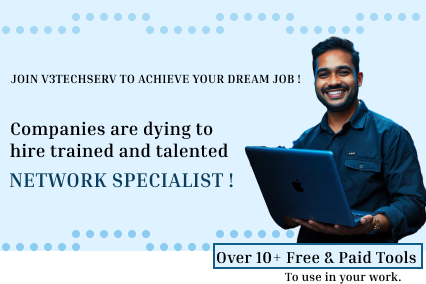 JOIN V3TECHSERV TO ACHIEVE YOUR DREAM JOB !
Companies are dying to
hire trained and talented
NETWORK SPECIALIST !
Over 10+ Free & Paid Tools
To use in your work.